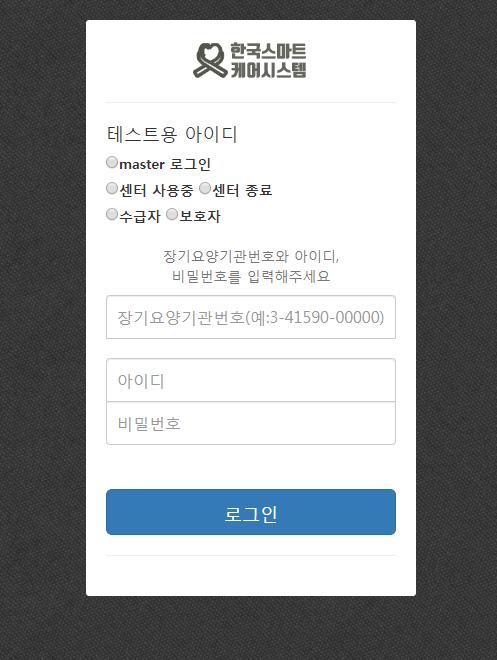 한국스마트
케어시스템
테스트용 아이디
master 로그인
센터 사용중 센터 종료
수급자 보호자
장기요양기관번호와 아이디,
비밀번호를 입력해주세요
장기요양기관번호(예:3-41590-00000)
아이디
비밀번호
로그인